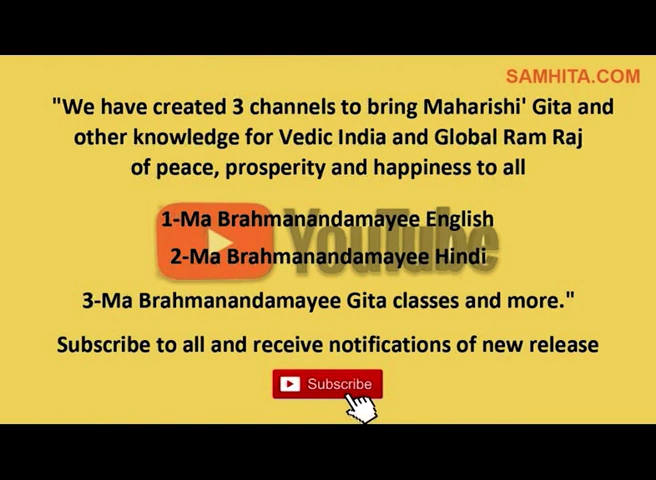 SAMHITA.COM
"We have created 3 channels to bring Maharishi' Gita and
other knowledge for Vedic India and Global Ram Raj
of peace, prosperity and happiness to all
YouTube
1-Ma Brahmanandamayee English
2-Ma Brahmanandamayee Hindi
3-Ma Brahmanandamayee Gita classes and more."
Subscribe to all and receive notifications of new release
Subscribe